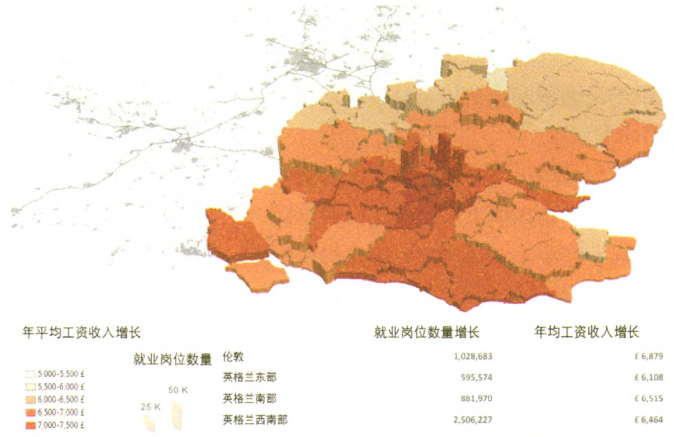 年平均工资收入增长
就业岗位数量增长 年均工资收入增长
就业岗位数量
伦敦 1,028,683 £ 6,879
英格兰东部 595,574 £ 6,108
英格兰南部 881,970 £ 6,515
英格兰西南部 2,506,227 £ 6,464
5,000-5,500 £
5,500-6,000 £
6,000-6,500 £
6,500-7,000 £
7 000-7,500 £
50 K
25 K